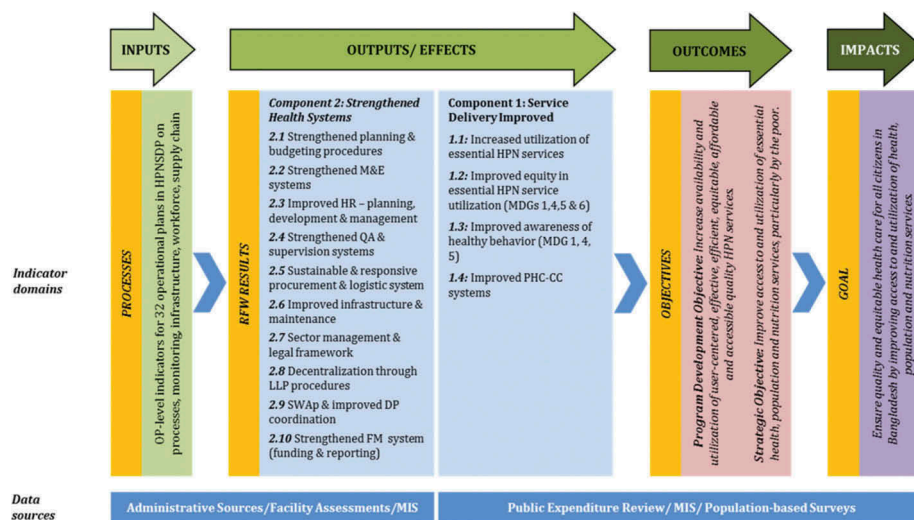 INPUTS
OUTPUTS/ EFFECTS
OUTCOMES
IMPACTS
Indicator
domains
PROCESSES
OP-level indicators for 32 operational plans in HPNSDP on
processes, monitoring, infrastructure, workforce, supply chain
RFW RESULTS
Component 2: Strengthened
Health Systems
2.1 Strengthened planning &
budgeting procedures
2.2 Strengthened M&E
systems
2.3 Improved HR – planning,
development & management
2.4 Strengthened QA &
supervision systems
2.5 Sustainable & responsive
procurement & logistic system
2.6 Improved infrastructure &
maintenance
2.7 Sector management &
legal framework
2.8 Decentralization through
LLP procedures
2.9 SWAp & improved DP
coordination
2.10 Strengthened FM system
(funding & reporting)
Component 1: Service
Delivery Improved
1.1: Increased utilization of
essential HPN services
1.2: Improved equity in
essential HPN service
utilization (MDGs 1,4,5 & 6)
1.3: Improved awareness of
healthy behavior (MDG 1, 4,
5)
1.4: Improved PHC-CC
systems
OBJECTIVES
Program Development Objective: Increase availability and
utilization of user-centered, effective, efficient, equitable, affordable
and accessible quality HPN services.
Strategic Objective: Improve access to and utilization of essential
health, population and nutrition services, particularly by the poor.
GOAL
Ensure quality and equitable health care for all citizens in
Bangladesh by improving access to and utilization of health,
population and nutrition services.
Data
sources
Administrative Sources/Facility Assessments/MIS
Public Expenditure Review/ MIS/ Population-based Surveys